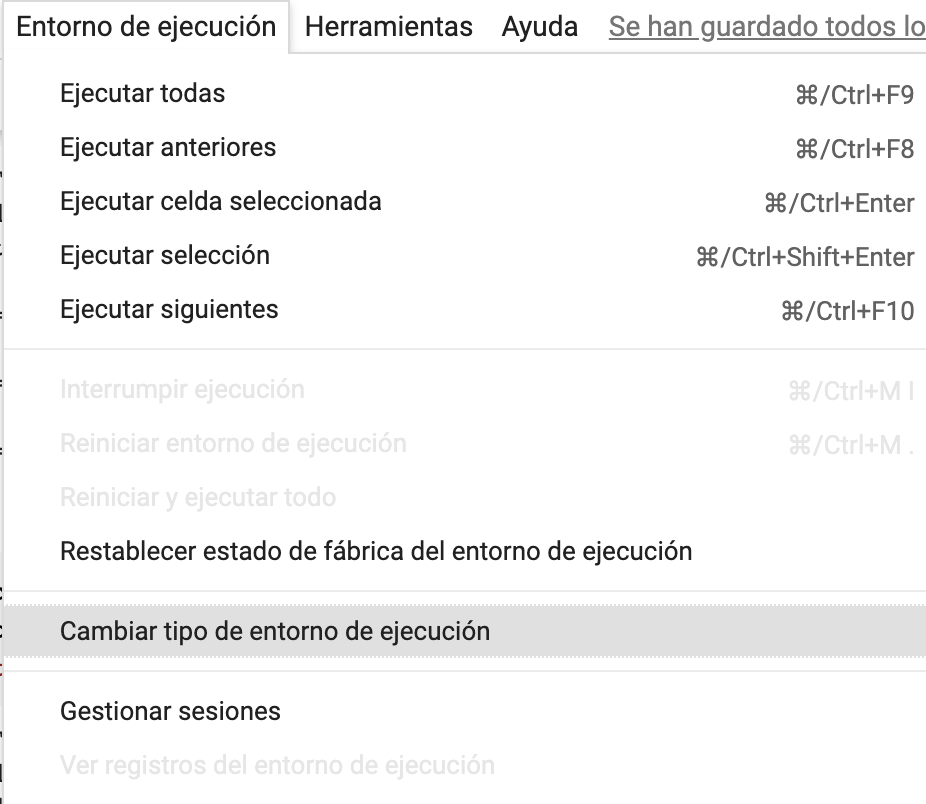 Entorno de ejecución Herramientas Ayuda Se han guardado todos lo
Ejecutar todas ⌘/Ctrl+F9
Ejecutar anteriores ⌘/Ctrl+F8
Ejecutar celda seleccionada ⌘/Ctrl+Enter
Ejecutar selección ⌘/Ctrl+Shift+Enter
Ejecutar siguientes ⌘/Ctrl+F10
Interrumpir ejecución ⌘/Ctrl+M I
Reiniciar entorno de ejecución ⌘/Ctrl+M .
Reiniciar y ejecutar todo
Restablecer estado de fábrica del entorno de ejecución
Cambiar tipo de entorno de ejecución
Gestionar sesiones
Ver registros del entorno de ejecución